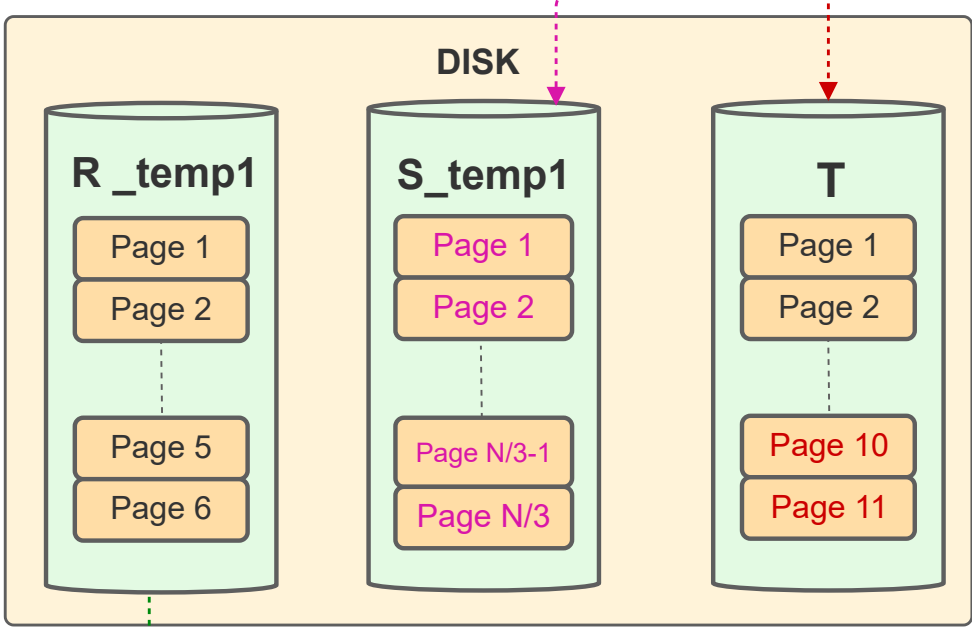 DISK
R _temp1
Page 1
Page 2
Page 5
Page 6
S_temp1
Page 1
Page 2
Page N/3-1
Page N/3
T
Page 1
Page 2
Page 10
Page 11